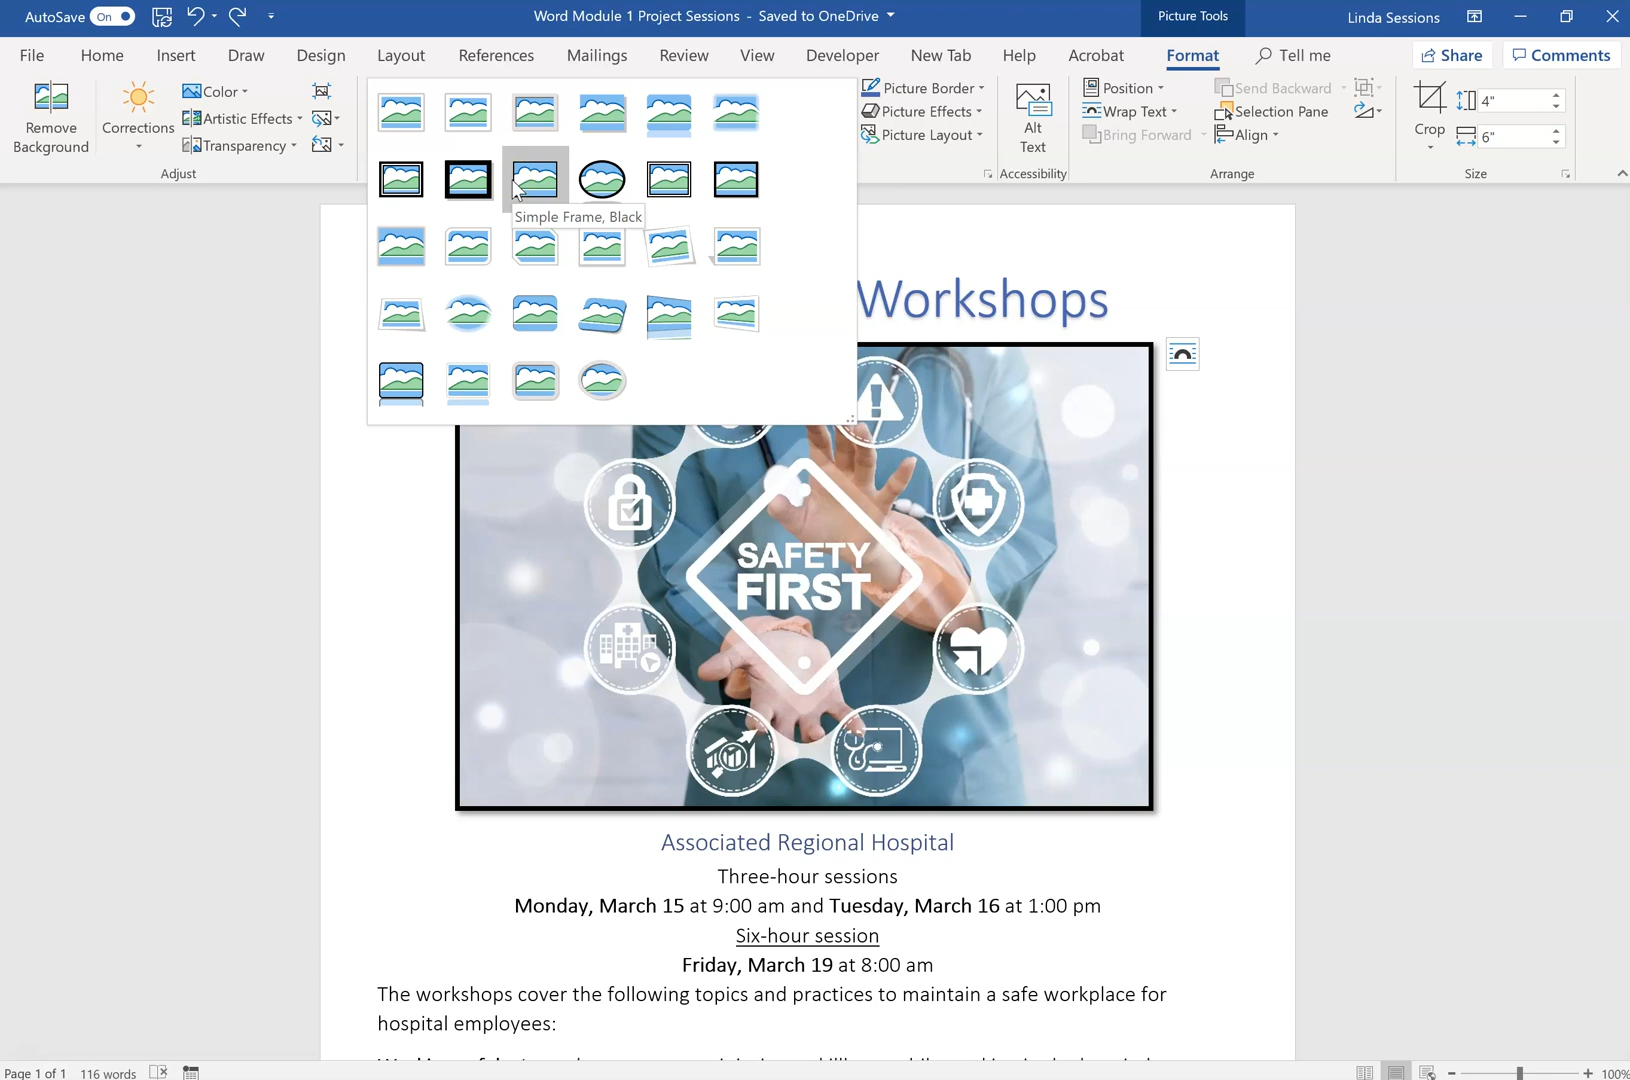 AutoSave On Word Module 1 Project Sessions - Saved to OneDrive Picture Tools Linda Sessions
File Home Insert Draw Design Layout References Mailings Review View Developer New Tab Help Acrobat Format Tell me Share Comments
Remove Background
Corrections
Color
Artistic Effects
Transparency
Adjust
Picture Border
Picture Effects
Picture Layout
Alt Text
Accessibility
Position
Wrap Text
Bring Forward
Send Backward
Selection Pane
Align
Arrange
Crop
4"
6"
Size
Simple Frame, Black
Workshops
SAFETY
FIRST
Associated Regional Hospital
Three-hour sessions
Monday, March 15 at 9:00 am and Tuesday, March 16 at 1:00 pm
Six-hour session
Friday, March 19 at 8:00 am
The workshops cover the following topics and practices to maintain a safe workplace for
hospital employees:
Page 1 of 1 116 words 100%